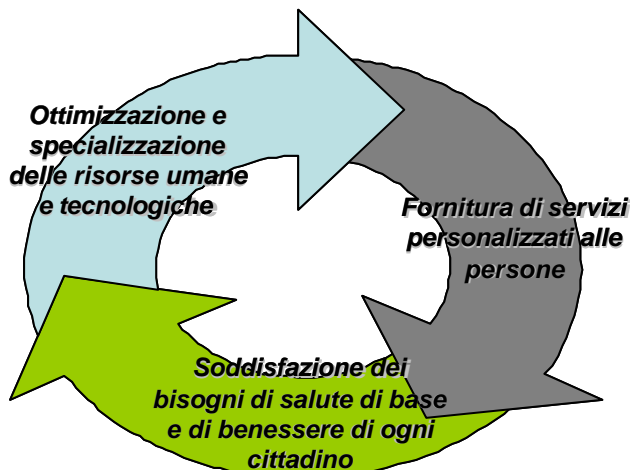 Ottimizzazione e
specializzazione
delle risorse umane
e tecnologiche
Fornitura di servizi
personalizzati alle
persone
Soddisfazione dei
bisogni di salute di base
e di benessere di ogni
cittadino